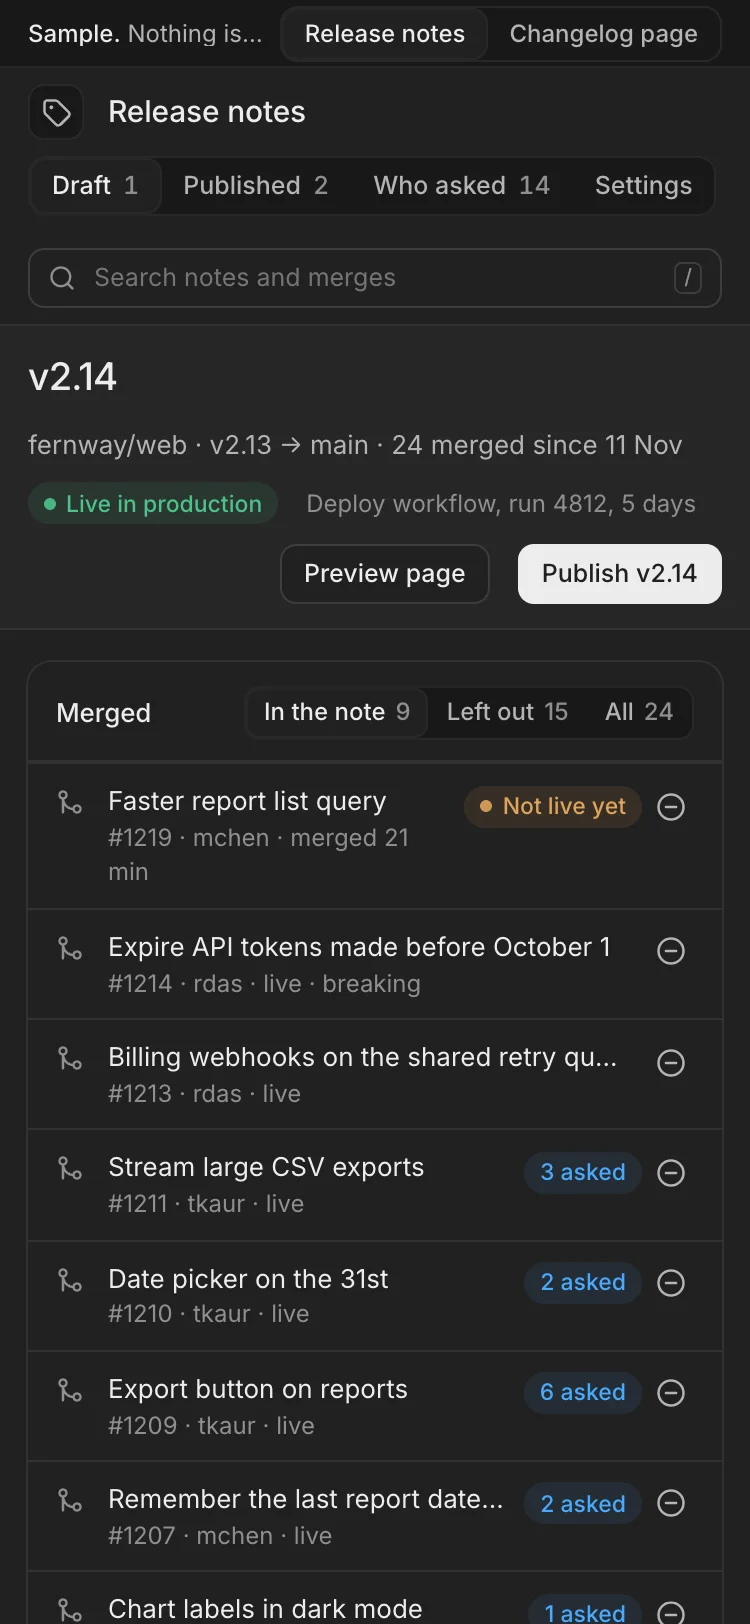 Sample. Nothing is...
Release notes
Changelog page
Release notes
Draft 1
Published 2
Who asked 14
Settings
Search notes and merges
/
v2.14
fernway/web · v2.13 → main · 24 merged since 11 Nov
Live in production
Deploy workflow, run 4812, 5 days
Preview page
Publish v2.14
Merged
In the note 9
Left out 15
All 24
Faster report list query
Not live yet
#1219 · mchen · merged 21
min
Expire API tokens made before October 1
#1214 · rdas · live · breaking
Billing webhooks on the shared retry qu...
#1213 · rdas · live
Stream large CSV exports
3 asked
#1211 · tkaur · live
Date picker on the 31st
2 asked
#1210 · tkaur · live
Export button on reports
6 asked
#1209 · tkaur · live
Remember the last report date...
2 asked
#1207 · mchen · live
Chart labels in dark mode
1 asked